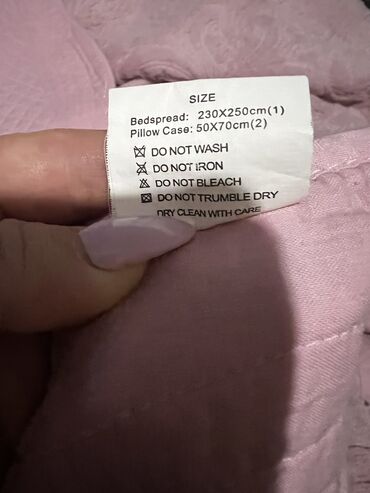 SIZE
Bedspread: 230X250cm(1)
Pillow Case: 50X70cm(2)
DO NOT WASH
DO NOT IRON
DO NOT BLEACH
DO NOT TRUMBLE DRY
DRY CLEAN WITH CARE